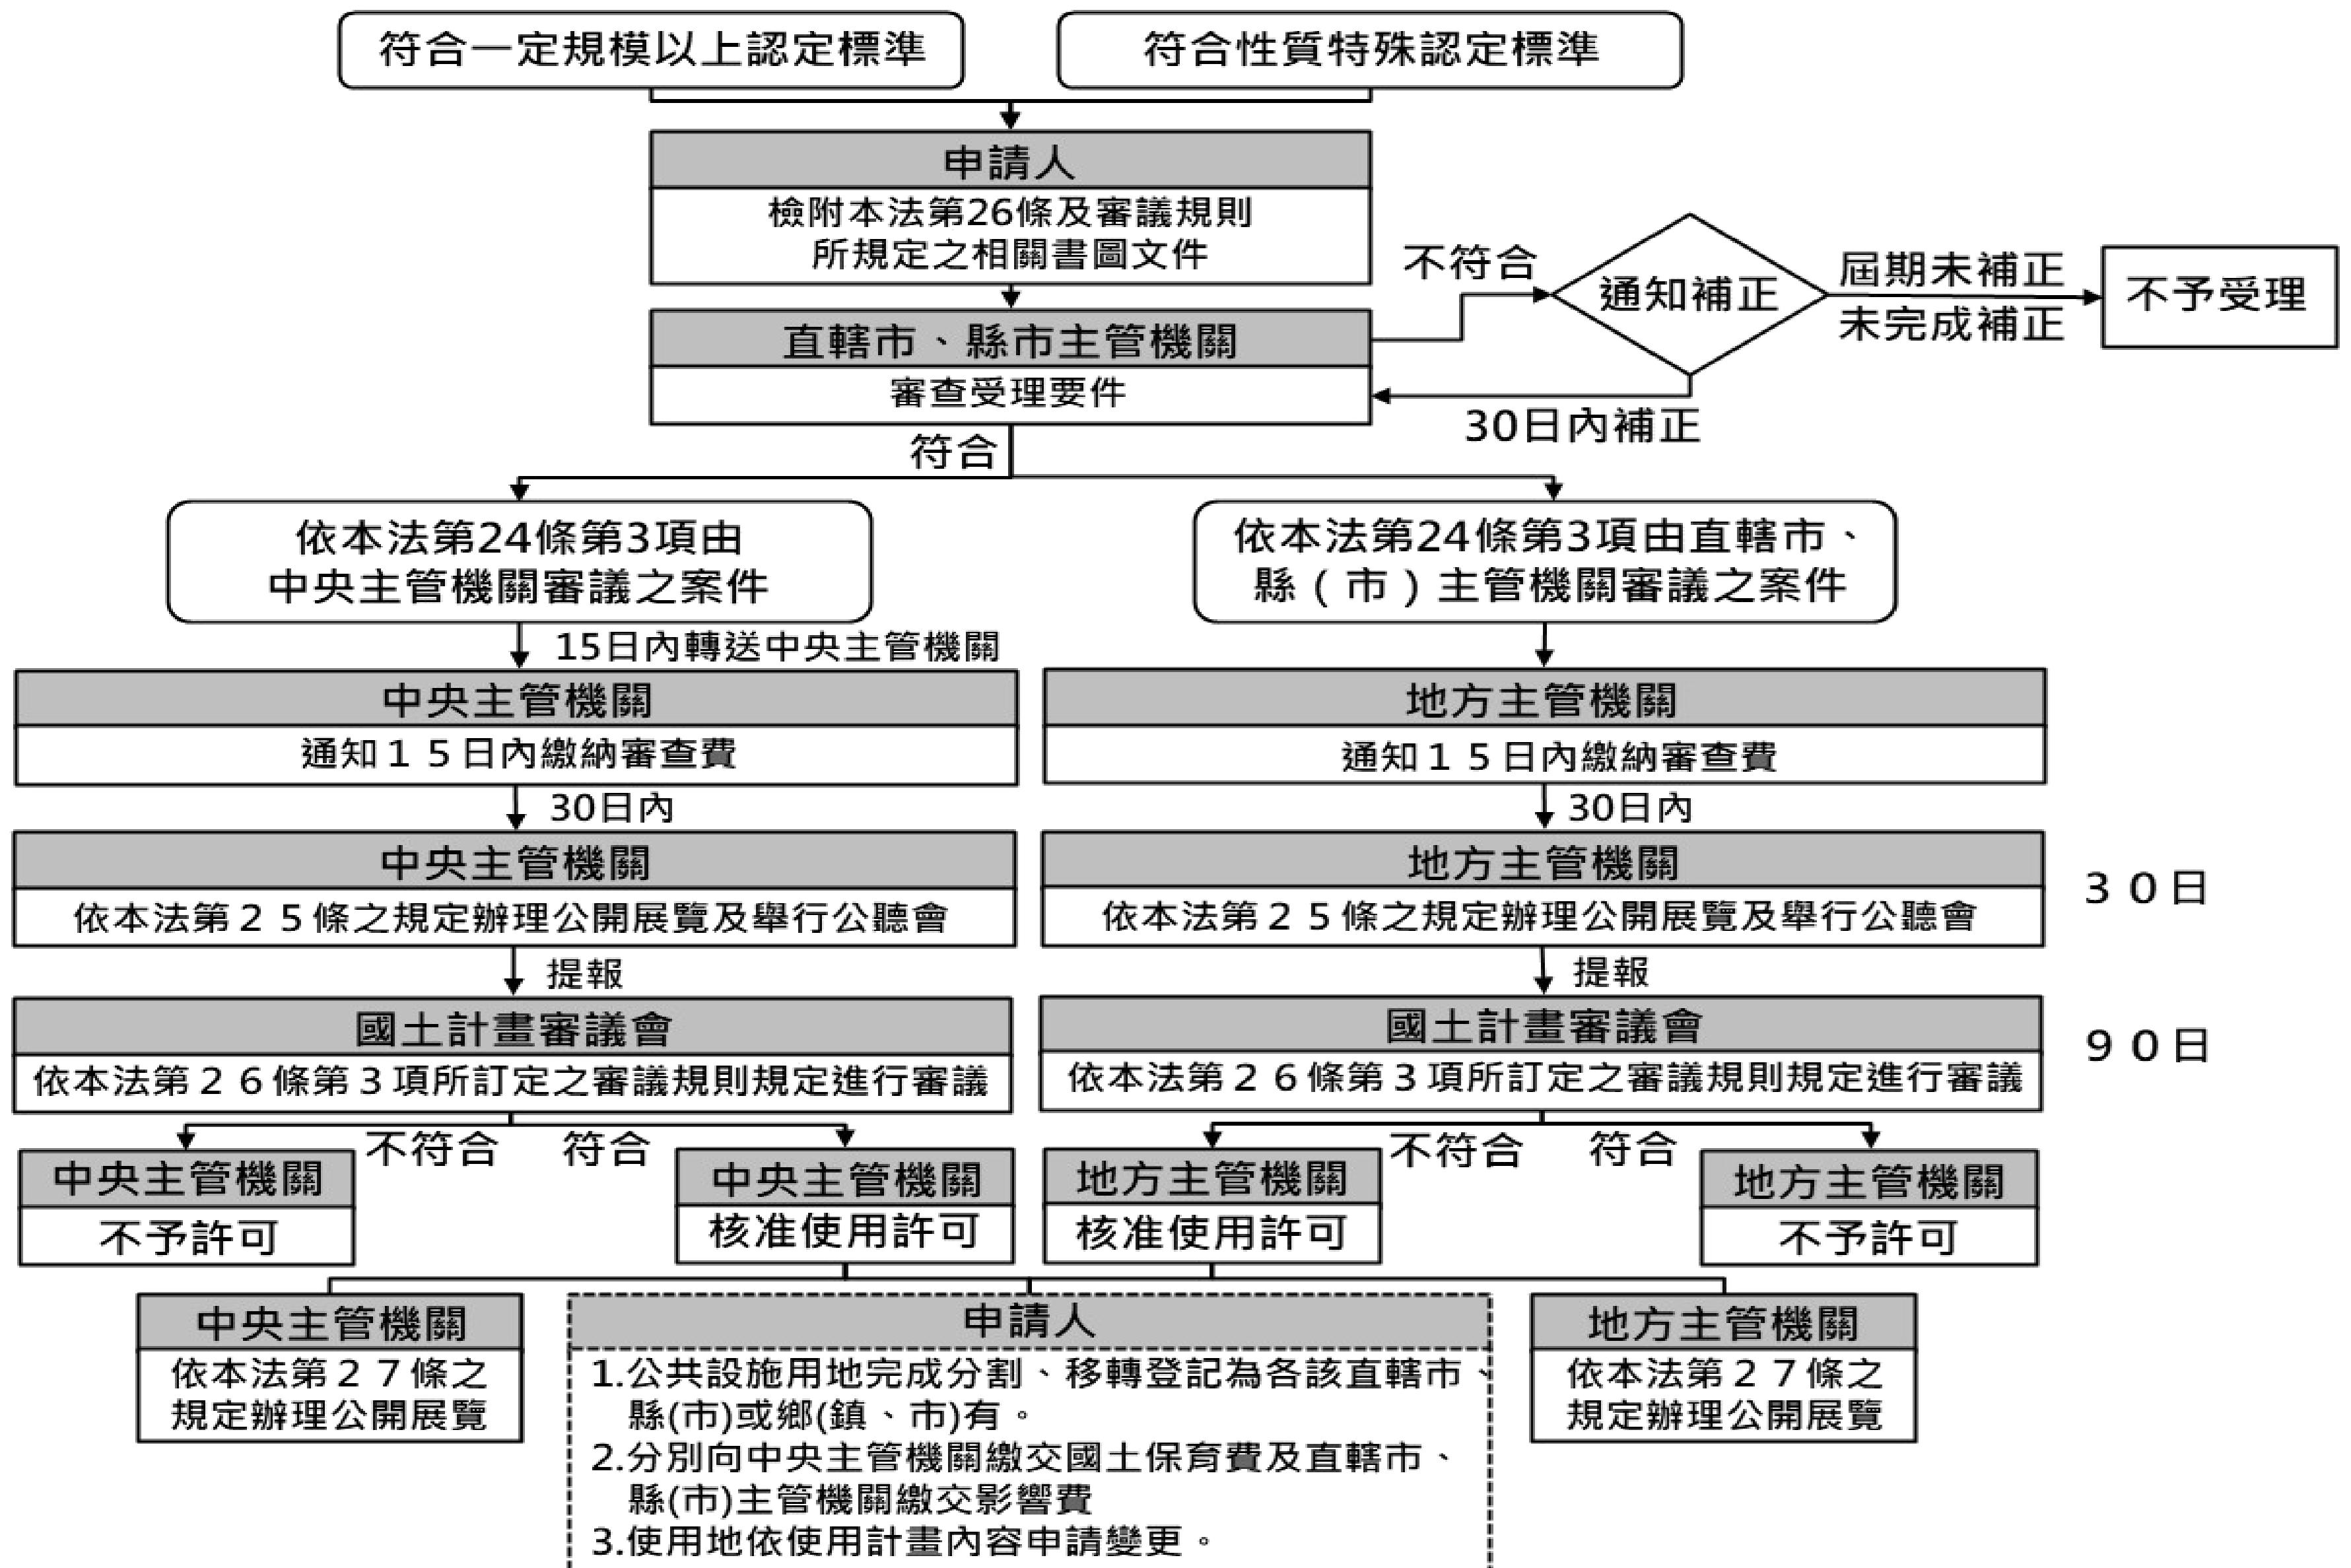 符合一定規模以上認定標準
符合性質特殊認定標準
申請人
檢附本法第26條及審議規則
所規定之相關書圖文件
不符合
通知補正
屆期未補正
未完成補正
不予受理
直轄市、縣市主管機關
審查受理要件
30日內補正
符合
依本法第24條第3項由
中央主管機關審議之案件
依本法第24條第3項由直轄市、
縣（市）主管機關審議之案件
15日內轉送中央主管機關
中央主管機關
通知１５日內繳納審查費
地方主管機關
通知１５日內繳納審查費
30日內
30日內
中央主管機關
依本法第２５條之規定辦理公開展覽及舉行公聽會
地方主管機關
依本法第２５條之規定辦理公開展覽及舉行公聽會
３０日
提報
提報
國土計畫審議會
依本法第２６條第３項所訂定之審議規則規定進行審議
國土計畫審議會
依本法第２６條第３項所訂定之審議規則規定進行審議
９０日
不符合
符合
不符合
符合
中央主管機關
不予許可
中央主管機關
核准使用許可
地方主管機關
核准使用許可
地方主管機關
不予許可
中央主管機關
依本法第２７條之
規定辦理公開展覽
申請人
1.公共設施用地完成分割、移轉登記為各該直轄市、
縣(市)或鄉(鎮、市)有。
2.分別向中央主管機關繳交國土保育費及直轄市、
縣(市)主管機關繳交影響費
3.使用地依使用計畫內容申請變更。
地方主管機關
依本法第２７條之
規定辦理公開展覽